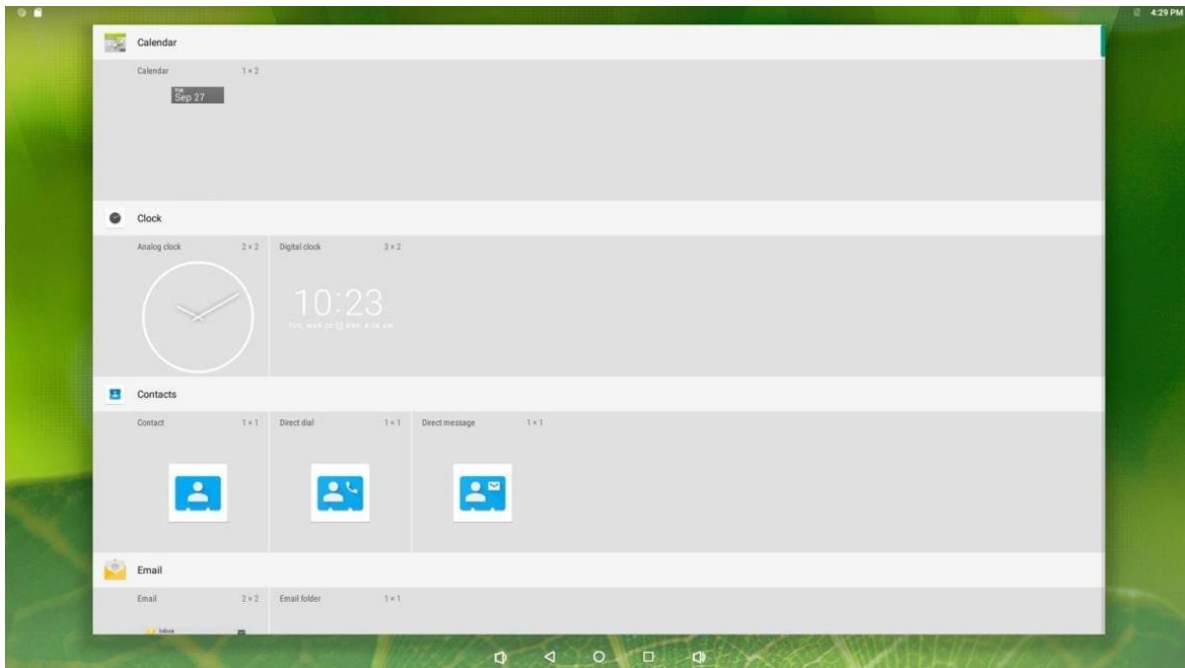 4:29 PM
Calendar
Calendar 1 × 2
TUE
Sep 27
Clock
Analog clock 2 × 2 Digital clock 3 × 2
10:23
Contacts
Contact 1 × 1 Direct dial 1 × 1 Direct message 1 × 1
Email
Email 2 × 2 Email folder 1 × 1
Inbox